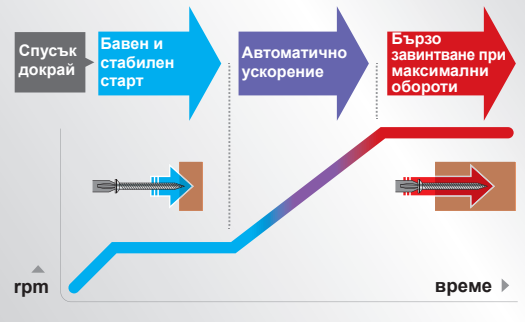 Спусък
докрай
Бавен и
стабилен
старт
Автоматично
ускорение
Бързо
завинтване при
максимални
обороти
rpm
време